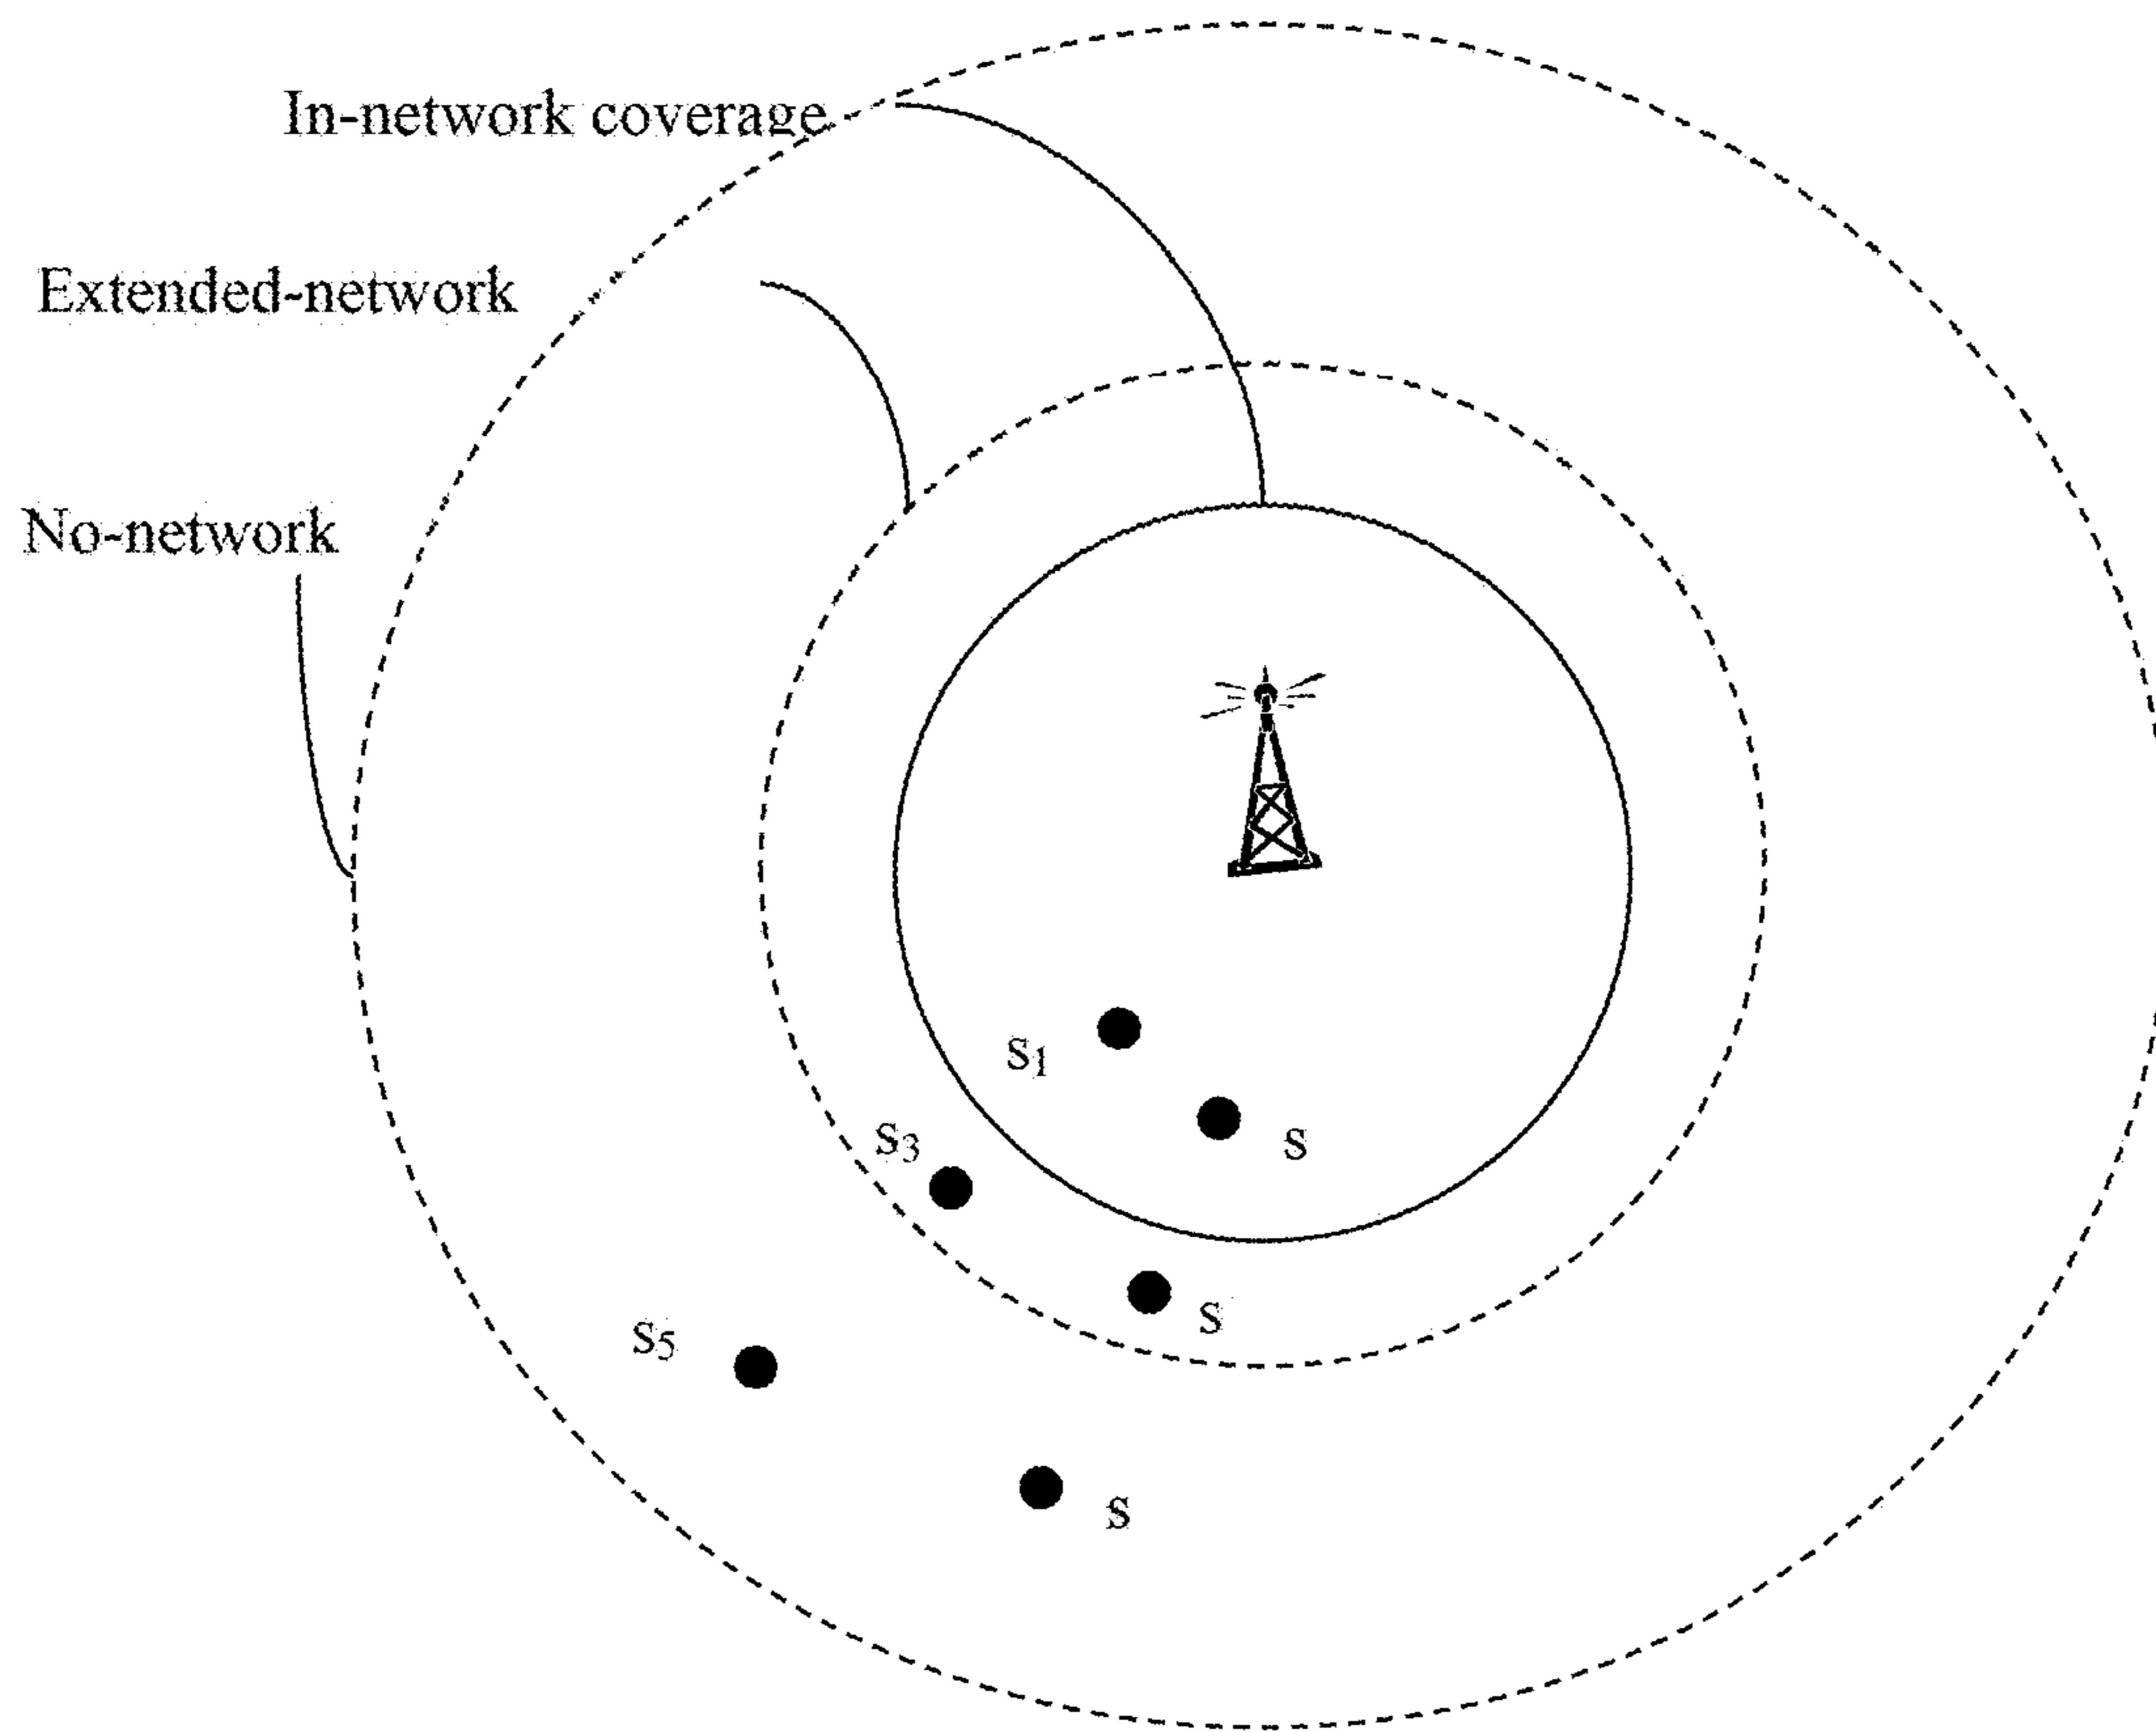 In-network coverage
Extended-network
No-network
S1
S
S3
S
S5
S